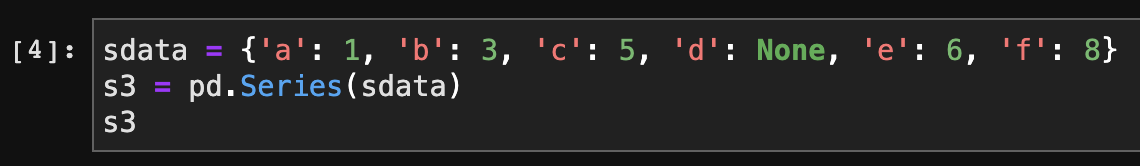 [4]: sdata = {'a': 1, 'b': 3, 'c': 5, 'd': None, 'e': 6, 'f': 8}
s3 = pd.Series(sdata)
s3